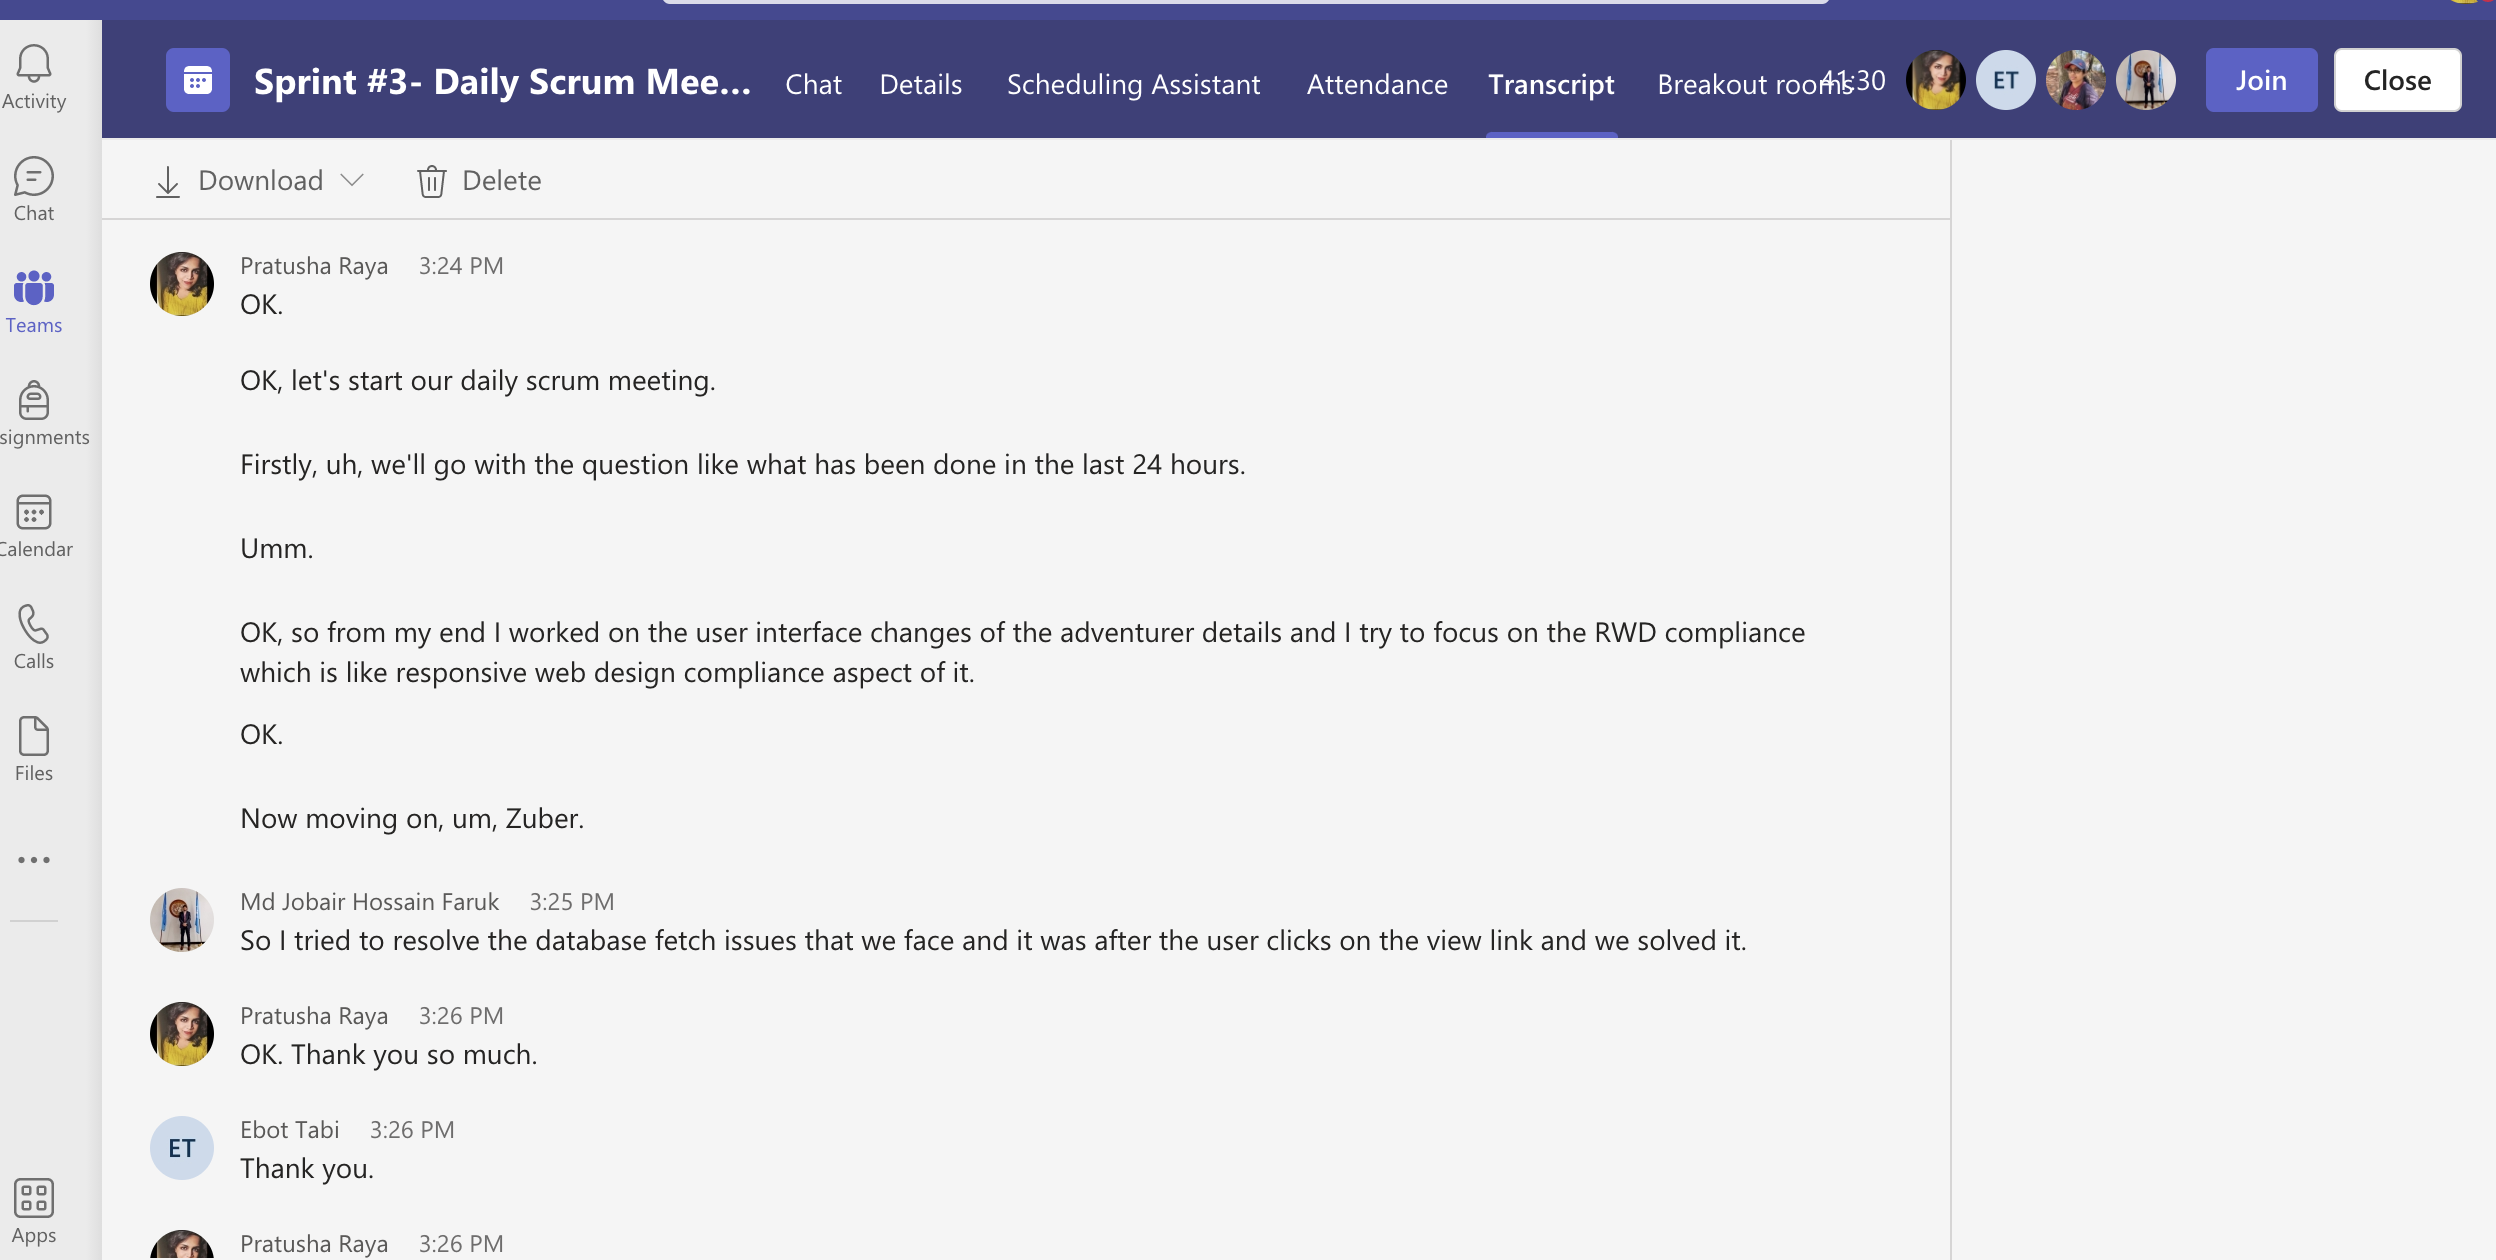 Sprint #3- Daily Scrum Mee...
Chat
Details
Scheduling Assistant
Attendance
Transcript
Breakout rooms
41:30
ET
Join
Close
Activity
Chat
Teams
signments
Calendar
Calls
Files
Apps
Download
Delete
Pratusha Raya 3:24 PM
OK.
OK, let's start our daily scrum meeting.
Firstly, uh, we'll go with the question like what has been done in the last 24 hours.
Umm.
OK, so from my end I worked on the user interface changes of the adventurer details and I try to focus on the RWD compliance
which is like responsive web design compliance aspect of it.
OK.
Now moving on, um, Zuber.
Md Jobair Hossain Faruk 3:25 PM
So I tried to resolve the database fetch issues that we face and it was after the user clicks on the view link and we solved it.
Pratusha Raya 3:26 PM
OK. Thank you so much.
ET
Ebot Tabi 3:26 PM
Thank you.
Pratusha Raya 3:26 PM